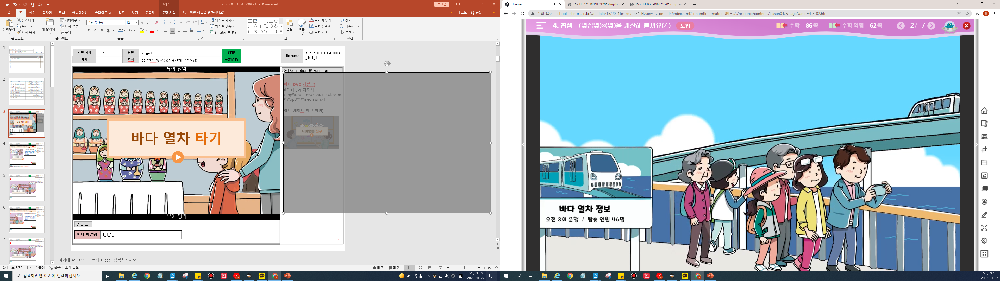 그리기 도구
suh_h_0301_04_0006_v1 - PowerPoint
로그인
파일 홈 삽입 디자인 전환 애니메이션 슬라이드 쇼 검토 보기 도움말 도형 서식 어떤 작업을 원하시나요? 레코드 공유
붙여넣기
잘라내기
복사
서식 복사
클립보드
새 슬라이드
레이아웃
다시 설정
구역
슬라이드
굴림 (본문) 12
가 가 가 S 간 Aa 가
글꼴
텍스트 방향
텍스트 맞춤
SmartArt로 변환
단락
정렬
빠른 스타일
도형 채우기
도형 윤곽선
도형 효과
그리기
찾기
바꾸기
선택
편집
1
2
3
4
5
6
7
학년-학기 3-1 단원 4. 곱셈 STEP File Name suh_h_0301_04_0006_101_1
제재 차시 06 (몇십몇)×(몇)을 계산해 볼까요(4) ACTIVITY
뷰어 영역
바다 열차 타기
뷰어 영역
⊙ 비고
애니 파일명 1_1_1_ani
⊙ Description & Function
애니 DVD 개발물]
한대희 3-1 지도서
₩app₩resource₩contents₩lesson
01₩ops₩1₩media₩mp4
애니 게이트 참고 화면]
사이좋은 친구
3
여기에 슬라이드 노트의 내용을 입력하십시오
슬라이드 3/36 한국어 접근성: 조사 필요 메모 메모 110%
검색하려면 여기에 입력하십시오.
4°C 맑음 오후 3:40
2022-01-27
JJviewer
DocHdl1OnPRINECT2017tmpTar
DocHdl1OnPRINECT2017tmpTar
주의 요함 ebook.tsherpa.co.kr/webdata/15/2021test/math31_H/viewer/contents/index.html?contentInformationURL=../../resource/contents/lesson04/&pageName=4_5_02.html
4. 곱셈 (몇십몇)×(몇)을 계산해 볼까요(4) 도입 수학 86쪽 수학 익힘 62쪽 2 / 7
바다 열차 정보
오전 3회 운행 / 탑승 인원 46명
오후 3:40
2022-01-27